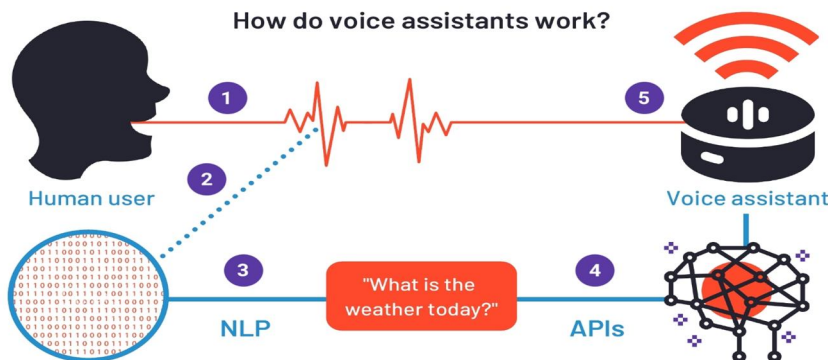 How do voice assistants work?
1
5
2
Human user
Voice assistant
3
4
"What is the
weather today?"
NLP
APIs